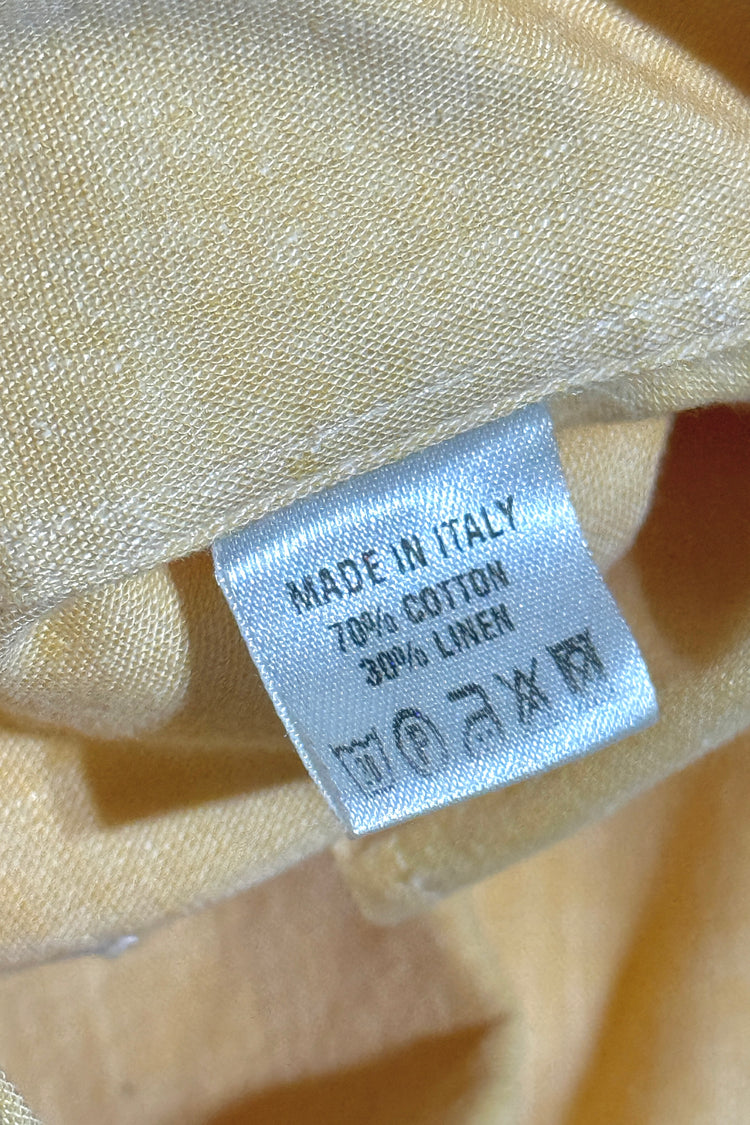 MADE IN ITALY
70% COTTON
30% LINEN
P